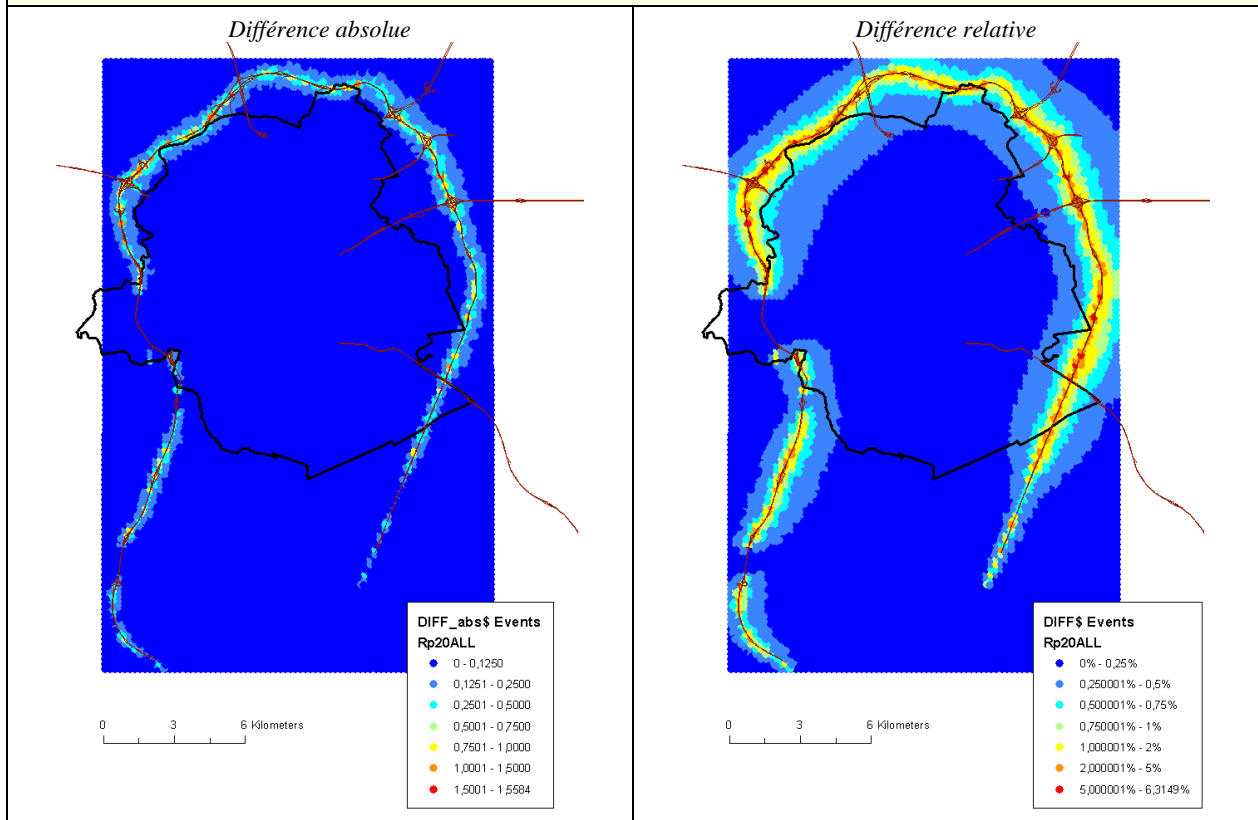 Différence absolue
DIFF_abs$ Events
Rp20ALL
0 - 0,1250
0,1251 - 0,2500
0,2501 - 0,5000
0,5001 - 0,7500
0,7501 - 1,0000
1,0001 - 1,5000
1,5001 - 1,5584
0 3 6 Kilometers
Différence relative
DIFF$ Events
Rp20ALL
0% - 0,25%
0,250001% - 0,5%
0,500001% - 0,75%
0,750001% - 1%
1,000001% - 2%
2,000001% - 5%
5,000001% - 6,3149%
0 3 6 Kilometers